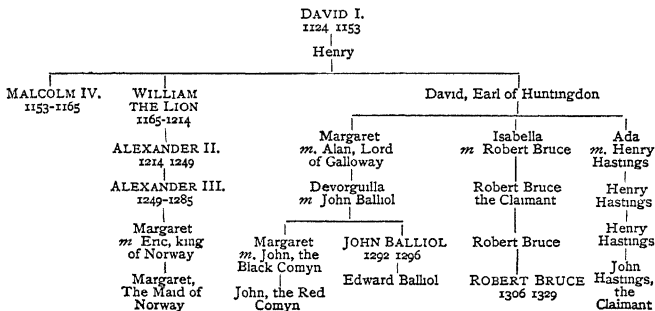 DAVID I.
1124 1153
Henry
MALCOLM IV.
1153-1165
WILLIAM
THE LION
1165-1214
ALEXANDER II.
1214 1249
ALEXANDER III.
1249-1285
Margaret
m Eric, king
of Norway
Margaret,
The Maid of
Norway
David, Earl of Huntingdon
Margaret
m. Alan, Lord
of Galloway
Devorguilla
m John Balliol
Margaret
m. John, the
Black Comyn
John, the Red
Comyn
JOHN BALLIOL
1292 1296
Edward Balliol
Isabella
m Robert Bruce
Robert Bruce
the Claimant
Robert Bruce
ROBERT BRUCE
1306 1329
Ada
m. Henry
Hastings
Henry
Hastings
Henry
Hastings
John
Hastings,
the
Claimant